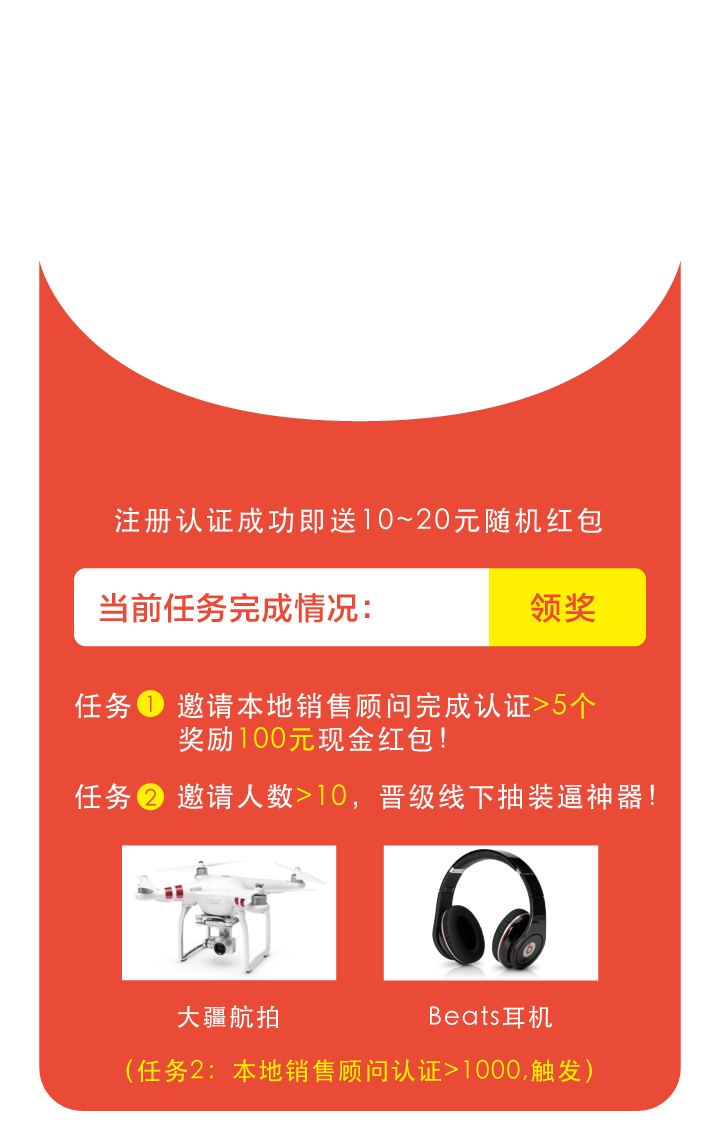 注册认证成功即送10~20元随机红包
当前任务完成情况：
领奖
任务1 邀请本地销售顾问完成认证>5个
奖励100元现金红包！
任务2 邀请人数>10，晋级线下抽装逼神器！
大疆航拍
Beats耳机
（任务2：本地销售顾问认证>1000,触发）